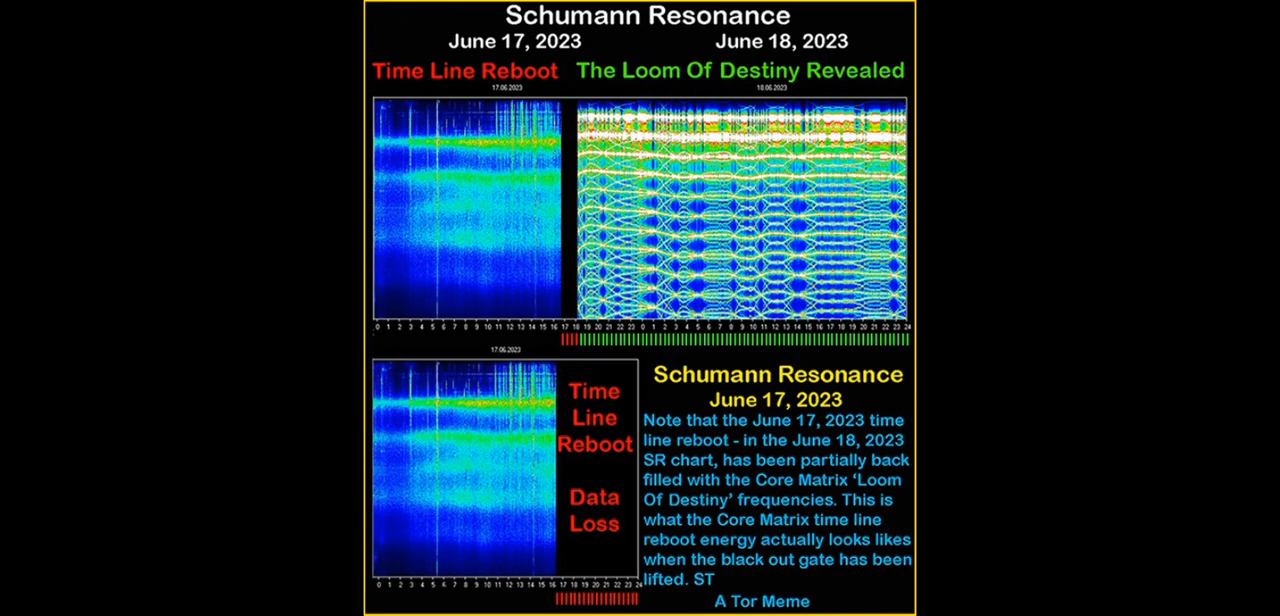 Schumann Resonance
June 17, 2023 June 18, 2023
Time Line Reboot The Loom Of Destiny Revealed
17.06.2023 18.06.2023
0 1 2 3 4 5 6 7 8 9 10 11 12 13 14 15 16 17 18 19 20 21 22 23 0 1 2 3 4 5 6 7 8 9 10 11 12 13 14 15 16 17 18 19 20 21 22 23 24
17.06.2023
Time
Line
Reboot
Data
Loss
0 1 2 3 4 5 6 7 8 9 10 11 12 13 14 15 16 17 18 19 20 21 22 23 24
Schumann Resonance
June 17, 2023
Note that the June 17, 2023 time
line reboot - in the June 18, 2023
SR chart, has been partially back
filled with the Core Matrix ‘Loom
Of Destiny’ frequencies. This is
what the Core Matrix time line
reboot energy actually looks likes
when the black out gate has been
lifted. ST
A Tor Meme